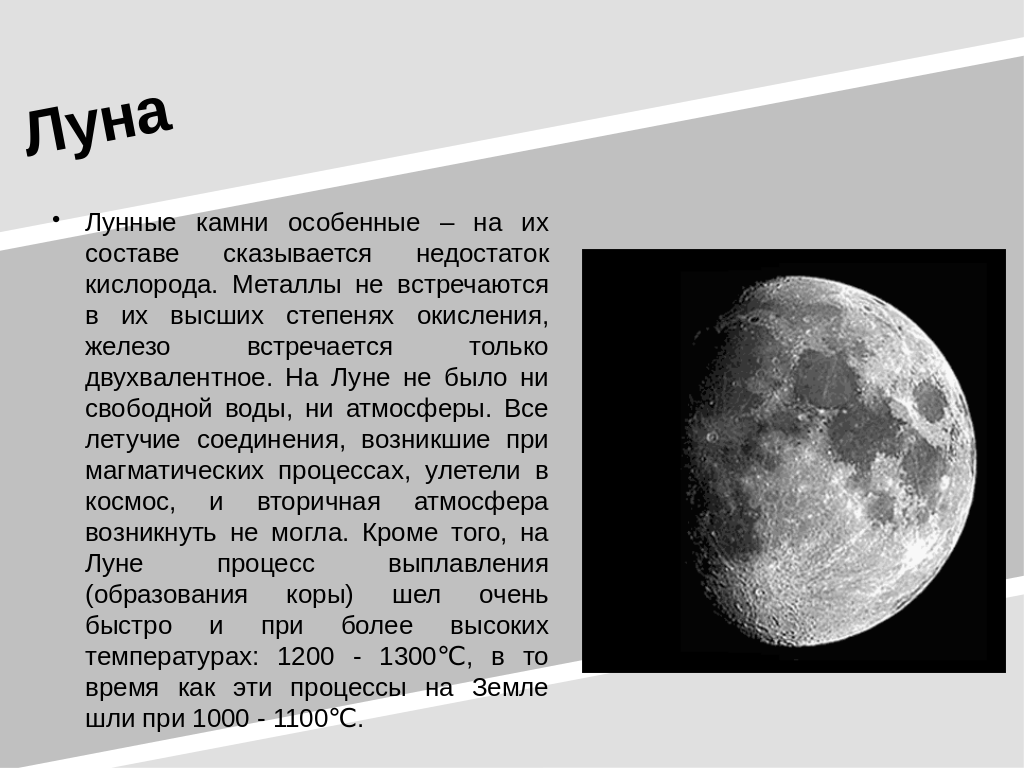 Луна
• Лунные камни особенные – на их
составе сказывается недостаток
кислорода. Металлы не встречаются
в их высших степенях окисления,
железо встречается только
двухвалентное. На Луне не было ни
свободной воды, ни атмосферы. Все
летучие соединения, возникшие при
магматических процессах, улетели в
космос, и вторичная атмосфера
возникнуть не могла. Кроме того, на
Луне процесс выплавления
(образования коры) шел очень
быстро и при более высоких
температурах: 1200 - 1300℃, в то
время как эти процессы на Земле
шли при 1000 - 1100℃.